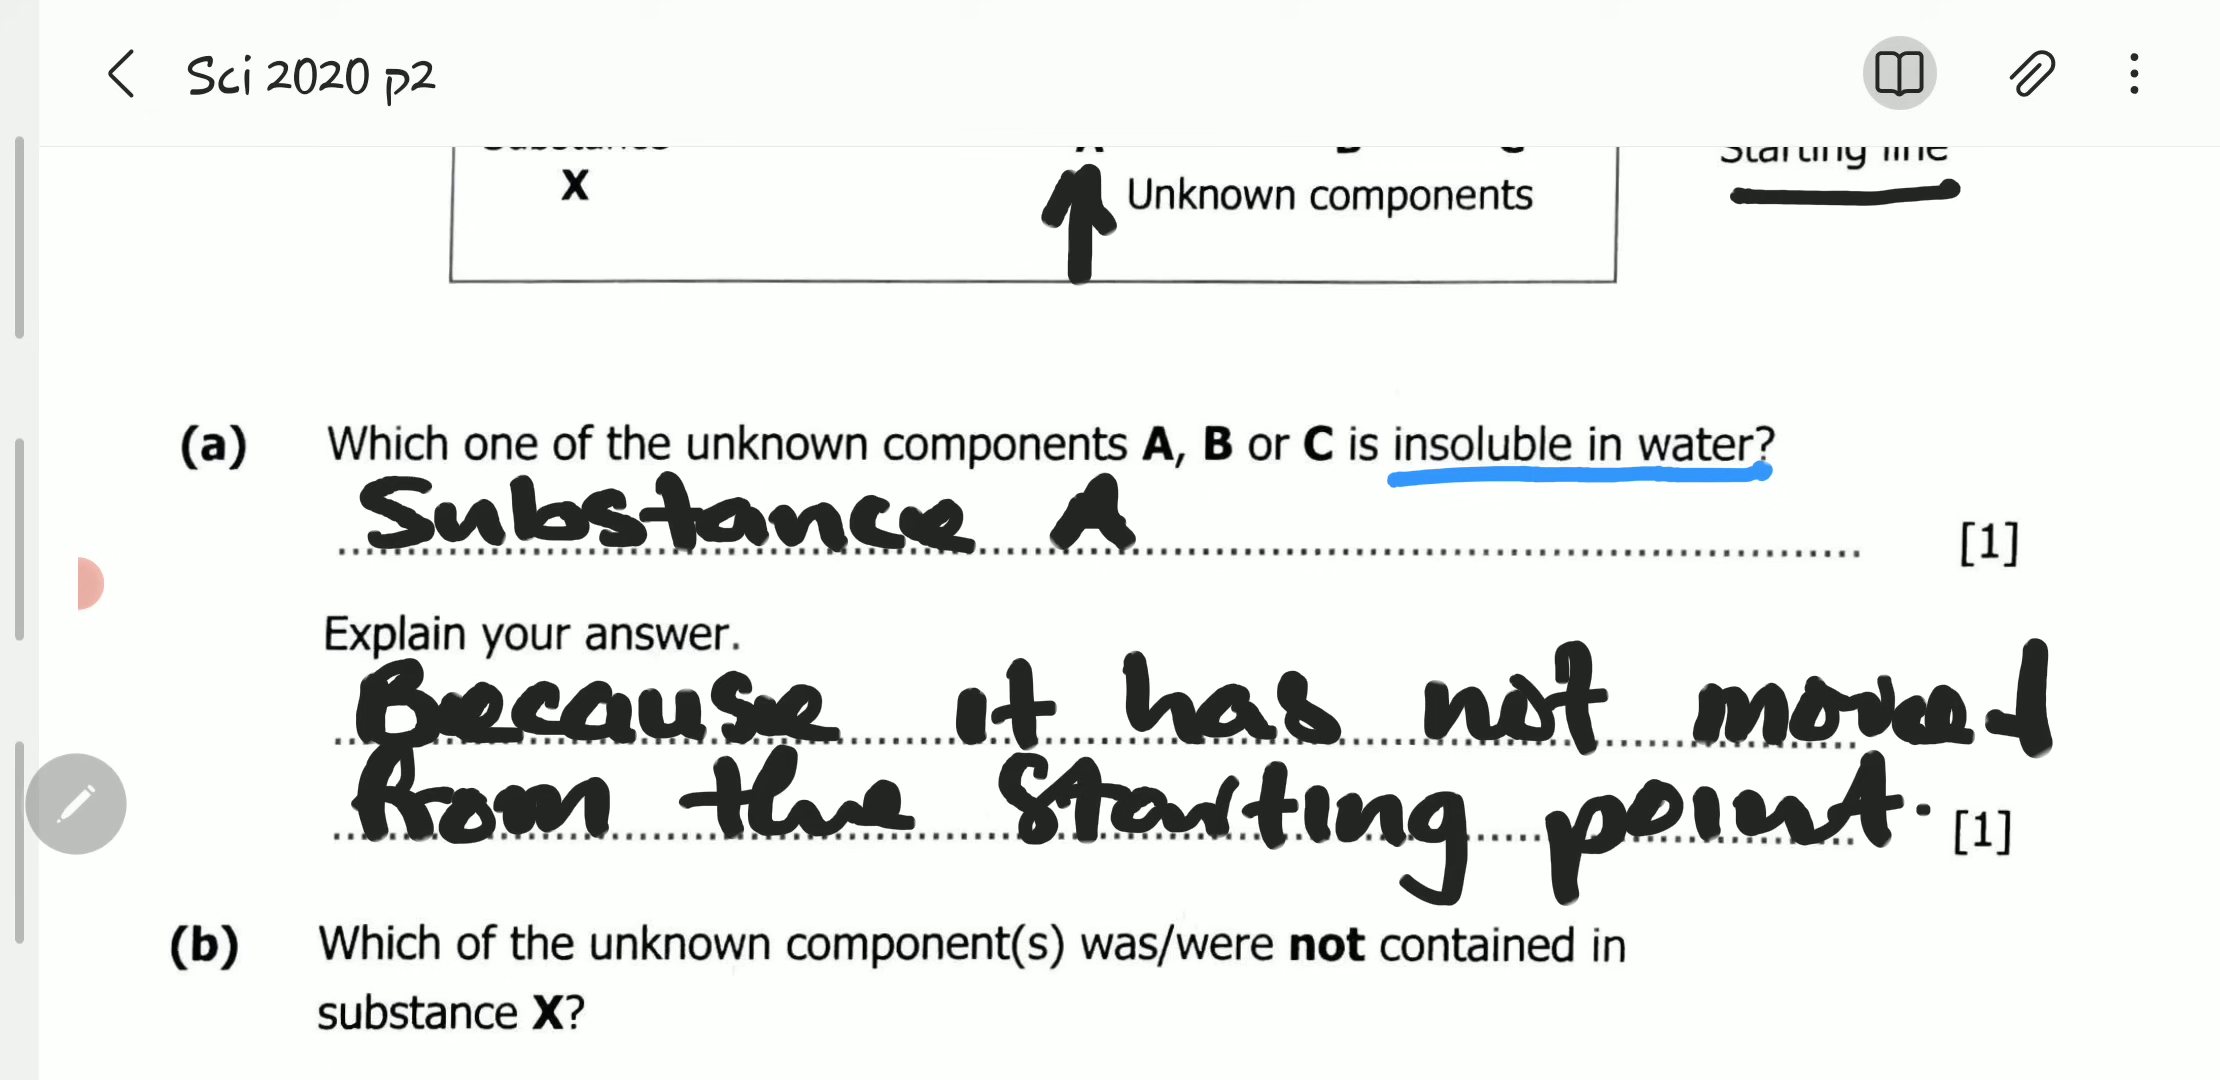 Sci 2020 p2
X
Unknown components
Starting line
(a) Which one of the unknown components A, B or C is insoluble in water?
Substance A
[1]
Explain your answer.
Because it has not moved
from the starting point.
[1]
(b) Which of the unknown component(s) was/were not contained in
substance X?